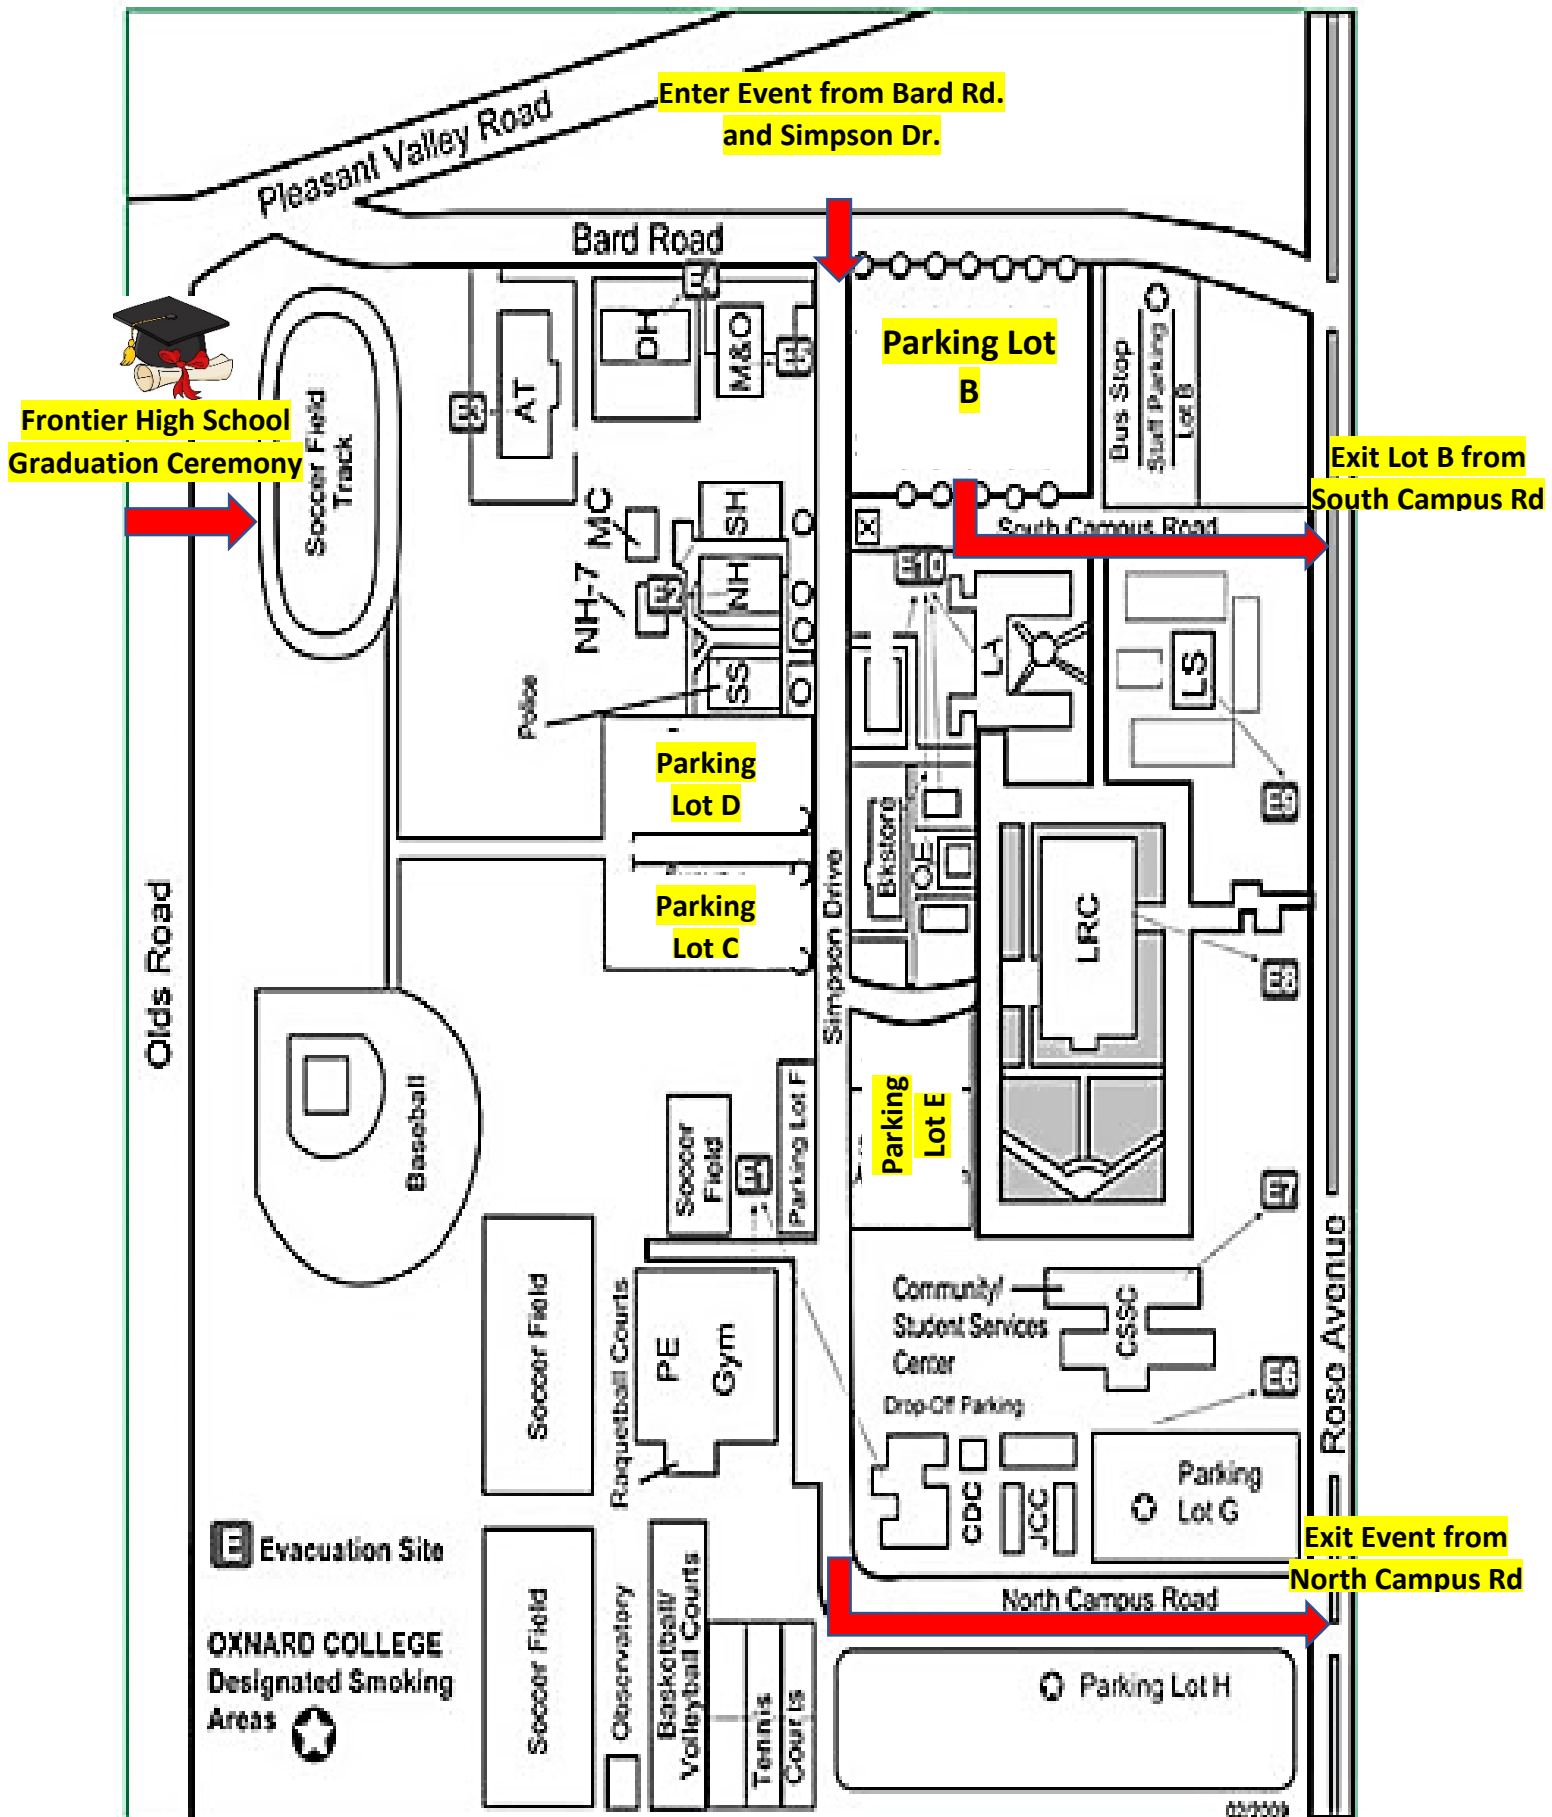 Enter Event from Bard Rd.
and Simpson Dr.
Pleasant Valley Road
Bard Road
Frontier High School
Graduation Ceremony
Soccer Field
Track
AT
DH
M&O
Parking Lot
B
Bus Stop
Staff Parking
Lot B
Exit Lot B from
South Campus Rd
South Campus Road
X
E10
MC
SH
NH-7
NH
SS
Police
LA
LS
E9
Parking
Lot D
Parking
Lot C
Simpson Drive
Bkstore
OE
LRC
E8
Olds Road
Baseball
Soccer
Field
Parking Lot F
Parking
Lot E
E7
Rose Avenue
Community/
Student Services
Center
CSSC
E6
Drop-Off Parking
Soccer Field
Raquetball Courts
PE
Gym
CDC
JCC
Parking
Lot G
Exit Event from
North Campus Rd
North Campus Road
E Evacuation Site
OXNARD COLLEGE
Designated Smoking
Areas
Soccer Field
Observatory
Basketball/
Volleyball Courts
Tennis
Courts
Parking Lot H
02/2009